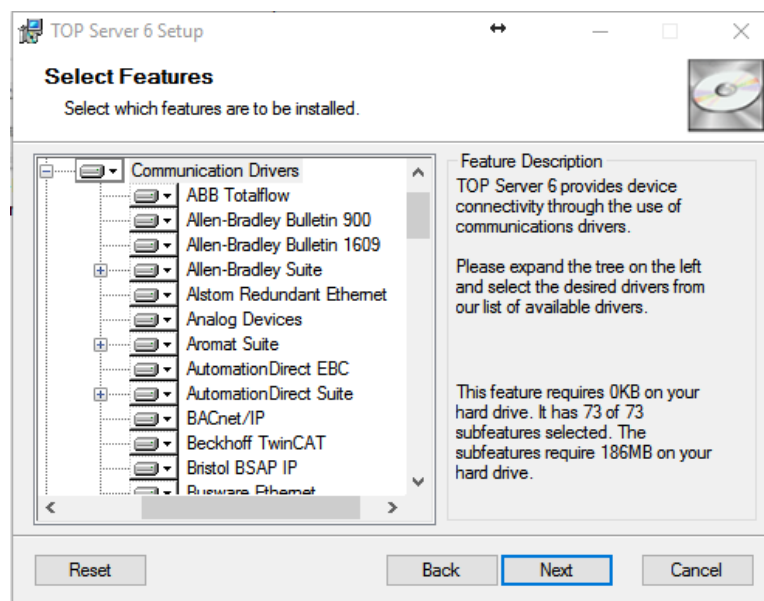 TOP Server 6 Setup
Select Features
Select which features are to be installed.
Communication Drivers
ABB Totalflow
Allen-Bradley Bulletin 900
Allen-Bradley Bulletin 1609
Allen-Bradley Suite
Alstom Redundant Ethernet
Analog Devices
Aromat Suite
AutomationDirect EBC
AutomationDirect Suite
BACnet/IP
Beckhoff TwinCAT
Bristol BSAP IP
Busware Ethernet
Feature Description
TOP Server 6 provides device
connectivity through the use of
communications drivers.
Please expand the tree on the left
and select the desired drivers from
our list of available drivers.
This feature requires 0KB on your
hard drive. It has 73 of 73
subfeatures selected. The
subfeatures require 186MB on your
hard drive.
Reset
Back
Next
Cancel